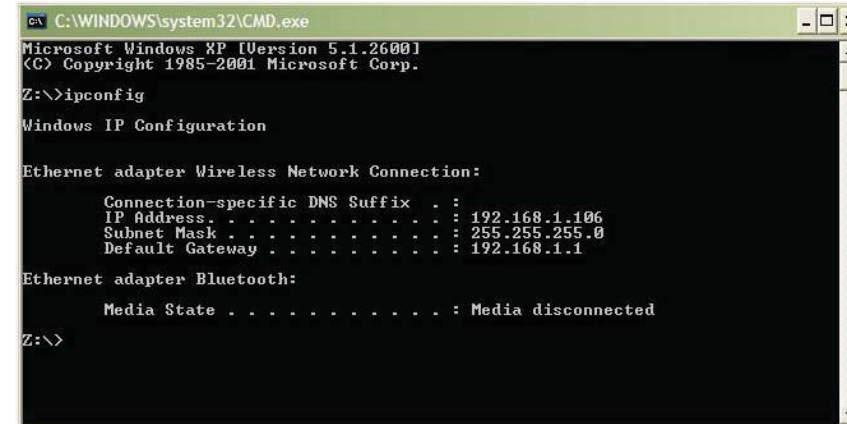 C:\WINDOWS\system32\CMD.exe
Microsoft Windows XP [Version 5.1.2600]
(C) Copyright 1985-2001 Microsoft Corp.
Z:\>ipconfig
Windows IP Configuration
Ethernet adapter Wireless Network Connection:
Connection-specific DNS Suffix . :
IP Address. . . . . . . . . . . . : 192.168.1.106
Subnet Mask . . . . . . . . . . . : 255.255.255.0
Default Gateway . . . . . . . . . : 192.168.1.1
Ethernet adapter Bluetooth:
Media State . . . . . . . . . . . : Media disconnected
Z:\>